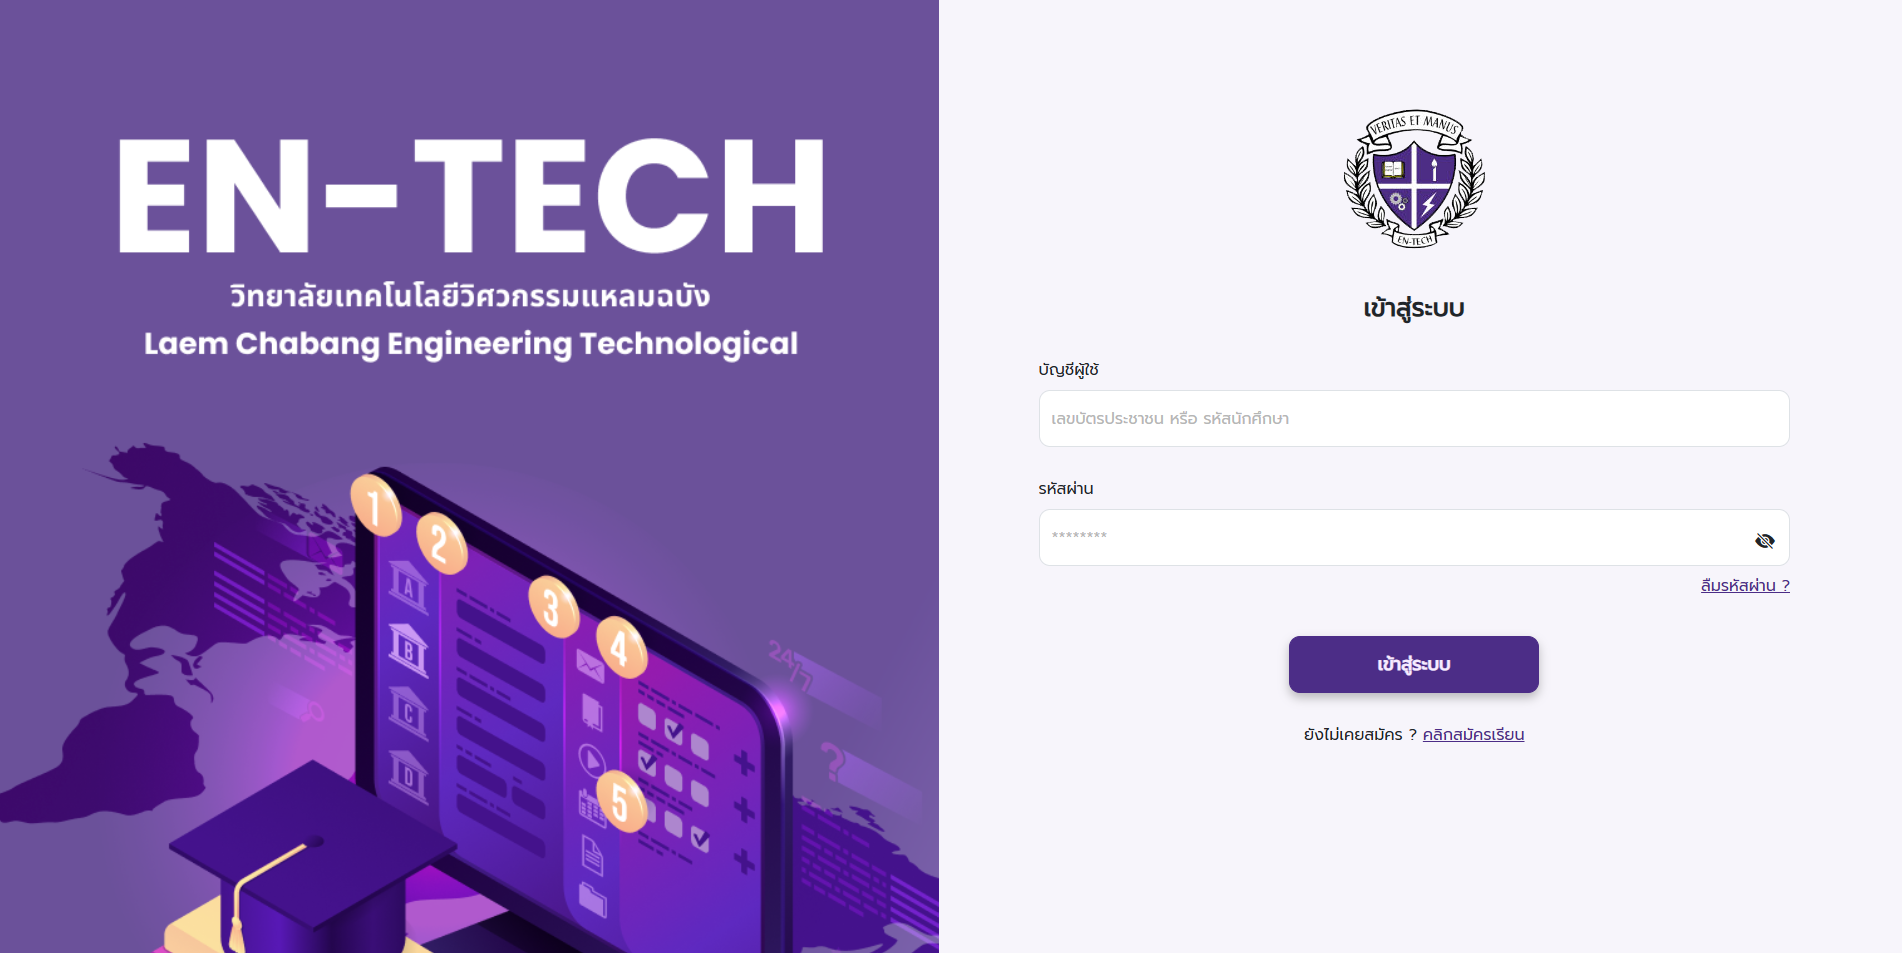 EN-TECH
วิทยาลัยเทคโนโลยีวิศวกรรมแหลมฉบัง
Laem Chabang Engineering Technological
1
2
3
4
5
A
B
C
D
24/7
?
VERITAS ET MANUS
EN-TECH
เข้าสู่ระบบ
บัญชีผู้ใช้
เลขบัตรประชาชน หรือ รหัสนักศึกษา
รหัสผ่าน
********
ลืมรหัสผ่าน ?
เข้าสู่ระบบ
ยังไม่เคยสมัคร ? คลิกสมัครเรียน